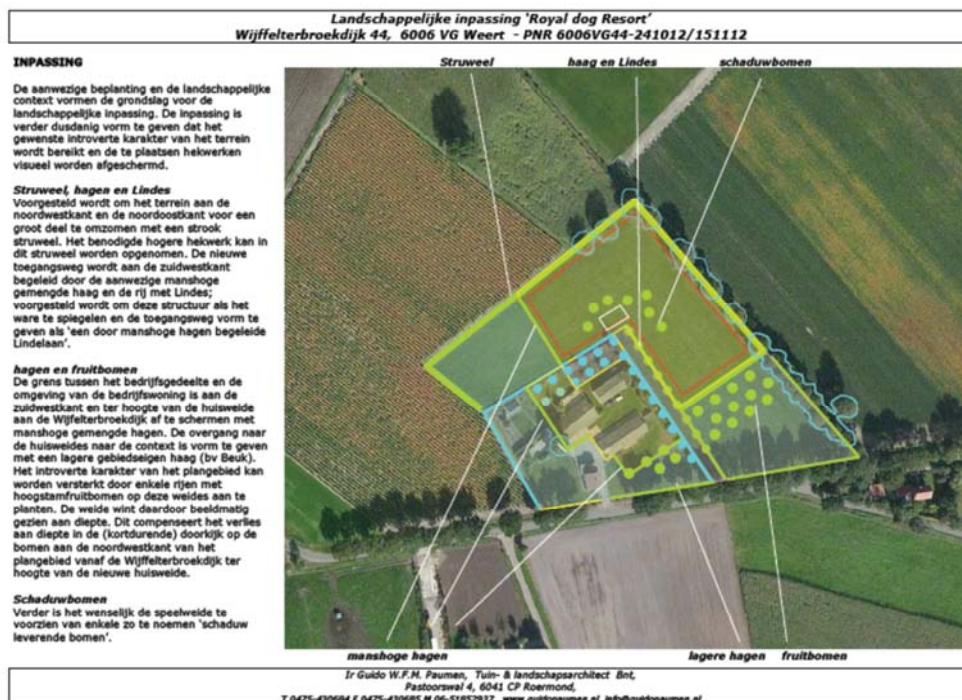 Landschappelijke inpassing 'Royal dog Resort'
Wijffelterbroekdijk 44, 6006 VG Weert - PNR 6006VG44-241012/151112
INPASSING
De aanwezige beplanting en de landschappelijke
context vormen de grondslag voor de
landschappelijke inpassing. De inpassing is
verder dusdanig vorm te geven dat het
gewenste introverte karakter van het terrein
wordt bereikt en de te plaatsen hekwerken
visueel worden afgeschermd.
Struweel, hagen en Lindes
Voorgesteld wordt om het terrein aan de
noordwestkant en de noordoostkant voor een
groot deel te omzomen met een strook
struweel. Het benodigde hogere hekwerk kan in
dit struweel worden opgenomen. De nieuwe
toegangsweg wordt aan de zuidwestkant
begeleid door de aanwezige manshoge
gemengde haag en de rij met Lindes;
voorgesteld wordt om deze structuur als het
ware te spiegelen en de toegangsweg vorm te
geven als 'een door manshoge hagen begeleide
Lindelaan'.
hagen en fruitbomen
De grens tussen het bedrijfsgedeelte en de
omgeving van de bedrijfswoning is aan de
zuidwestkant en ter hoogte van de huisweide
aan de Wijffelterbroekdijk af te schermen met
manshoge gemengde hagen. De overgang naar
de huisweides naar de context is vorm te geven
met een lagere gebiedseigen haag (bv Beuk).
Het introverte karakter van het plangebied kan
worden versterkt door enkele rijen met
hoogstamfruitbomen op deze weides aan te
planten. De weide wint daardoor beeldmatig
gezien aan diepte. Dit compenseert het verlies
aan diepte in de (kortdurende) doorkijk op de
bomen aan de noordwestkant van het
plangebied vanaf de Wijffelterbroekdijk ter
hoogte van de nieuwe huisweide.
Schaduwbomen
Verder is het wenselijk de speelweide te
voorzien van enkele zo te noemen 'schaduw
leverende bomen'.
Struweel haag en Lindes schaduwbomen
manshoge hagen lagere hagen fruitbomen
Ir Guido W.F.M. Paumen, Tuin- & landschapsarchitect Bnt,
Pastoorswal 4, 6041 CP Roermond,
T 0475-420694 F 0475-420695 M 06-51852937 www.guidopaumen.nl info@guidopaumen.nl